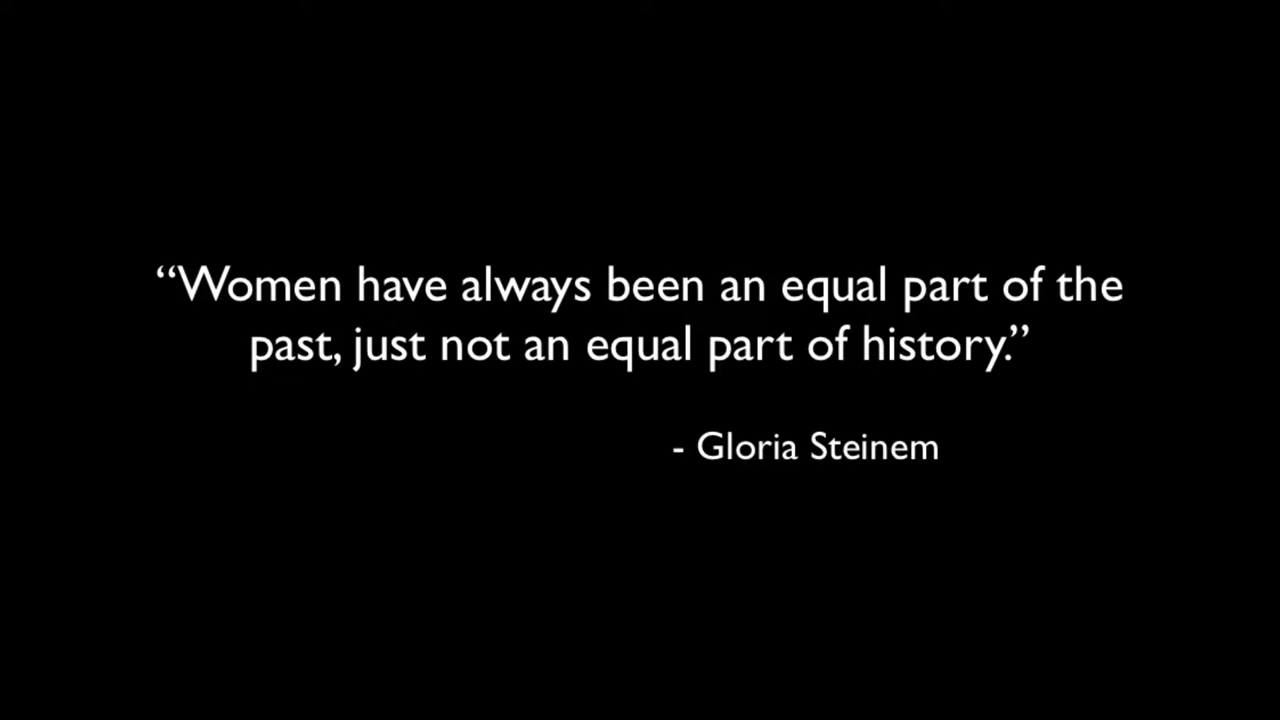 “Women have always been an equal part of the
past, just not an equal part of history.”
- Gloria Steinem